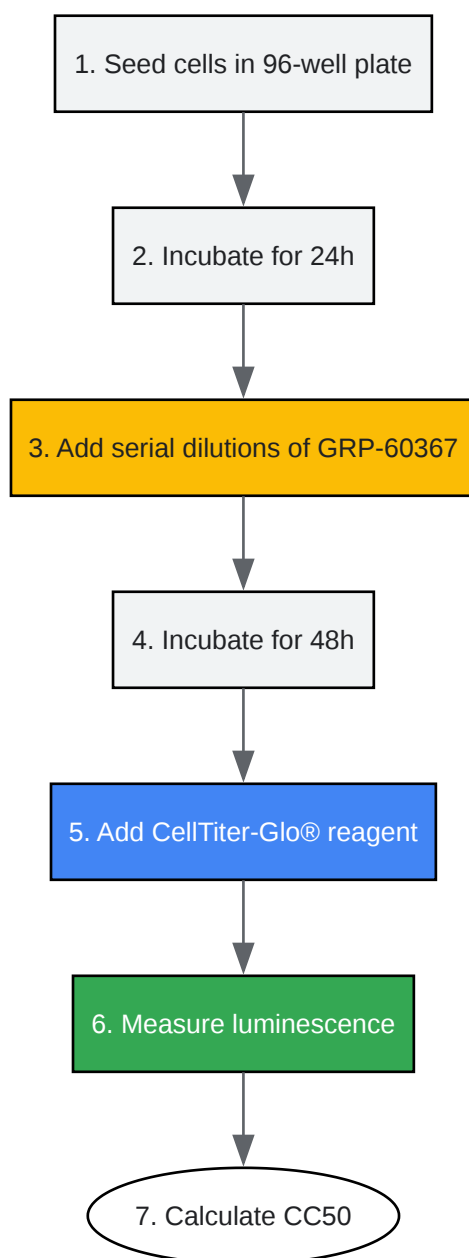 1. Seed cells in 96-well plate
2. Incubate for 24h
3. Add serial dilutions of GRP-60367
4. Incubate for 48h
5. Add CellTiter-Glo® reagent
6. Measure luminescence
7. Calculate CC50